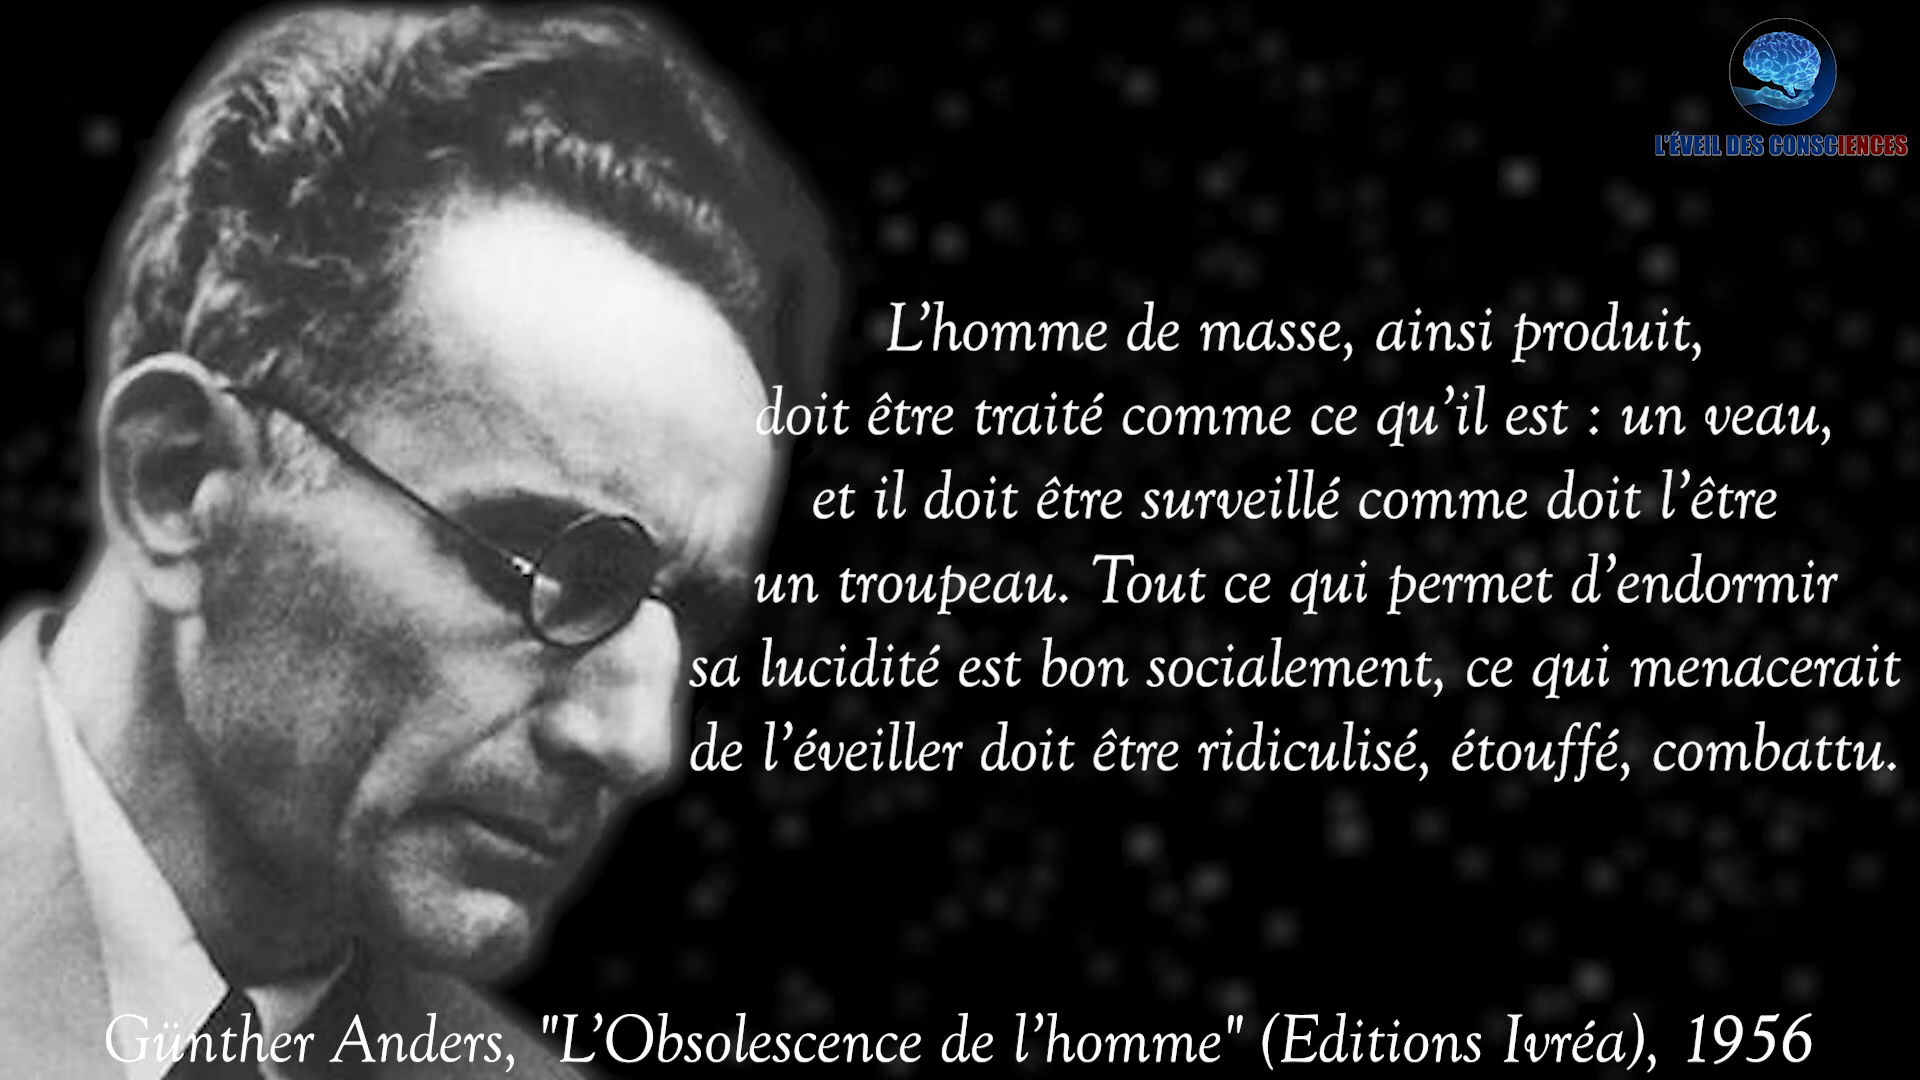 L'ÉVEIL DES CONSCIENCES
L’homme de masse, ainsi produit,
doit être traité comme ce qu’il est : un veau,
et il doit être surveillé comme doit l’être
un troupeau. Tout ce qui permet d’endormir
sa lucidité est bon socialement, ce qui menacerait
de l’éveiller doit être ridiculisé, étouffé, combattu.
Günther Anders, "L’Obsolescence de l’homme" (Editions Ivréa), 1956